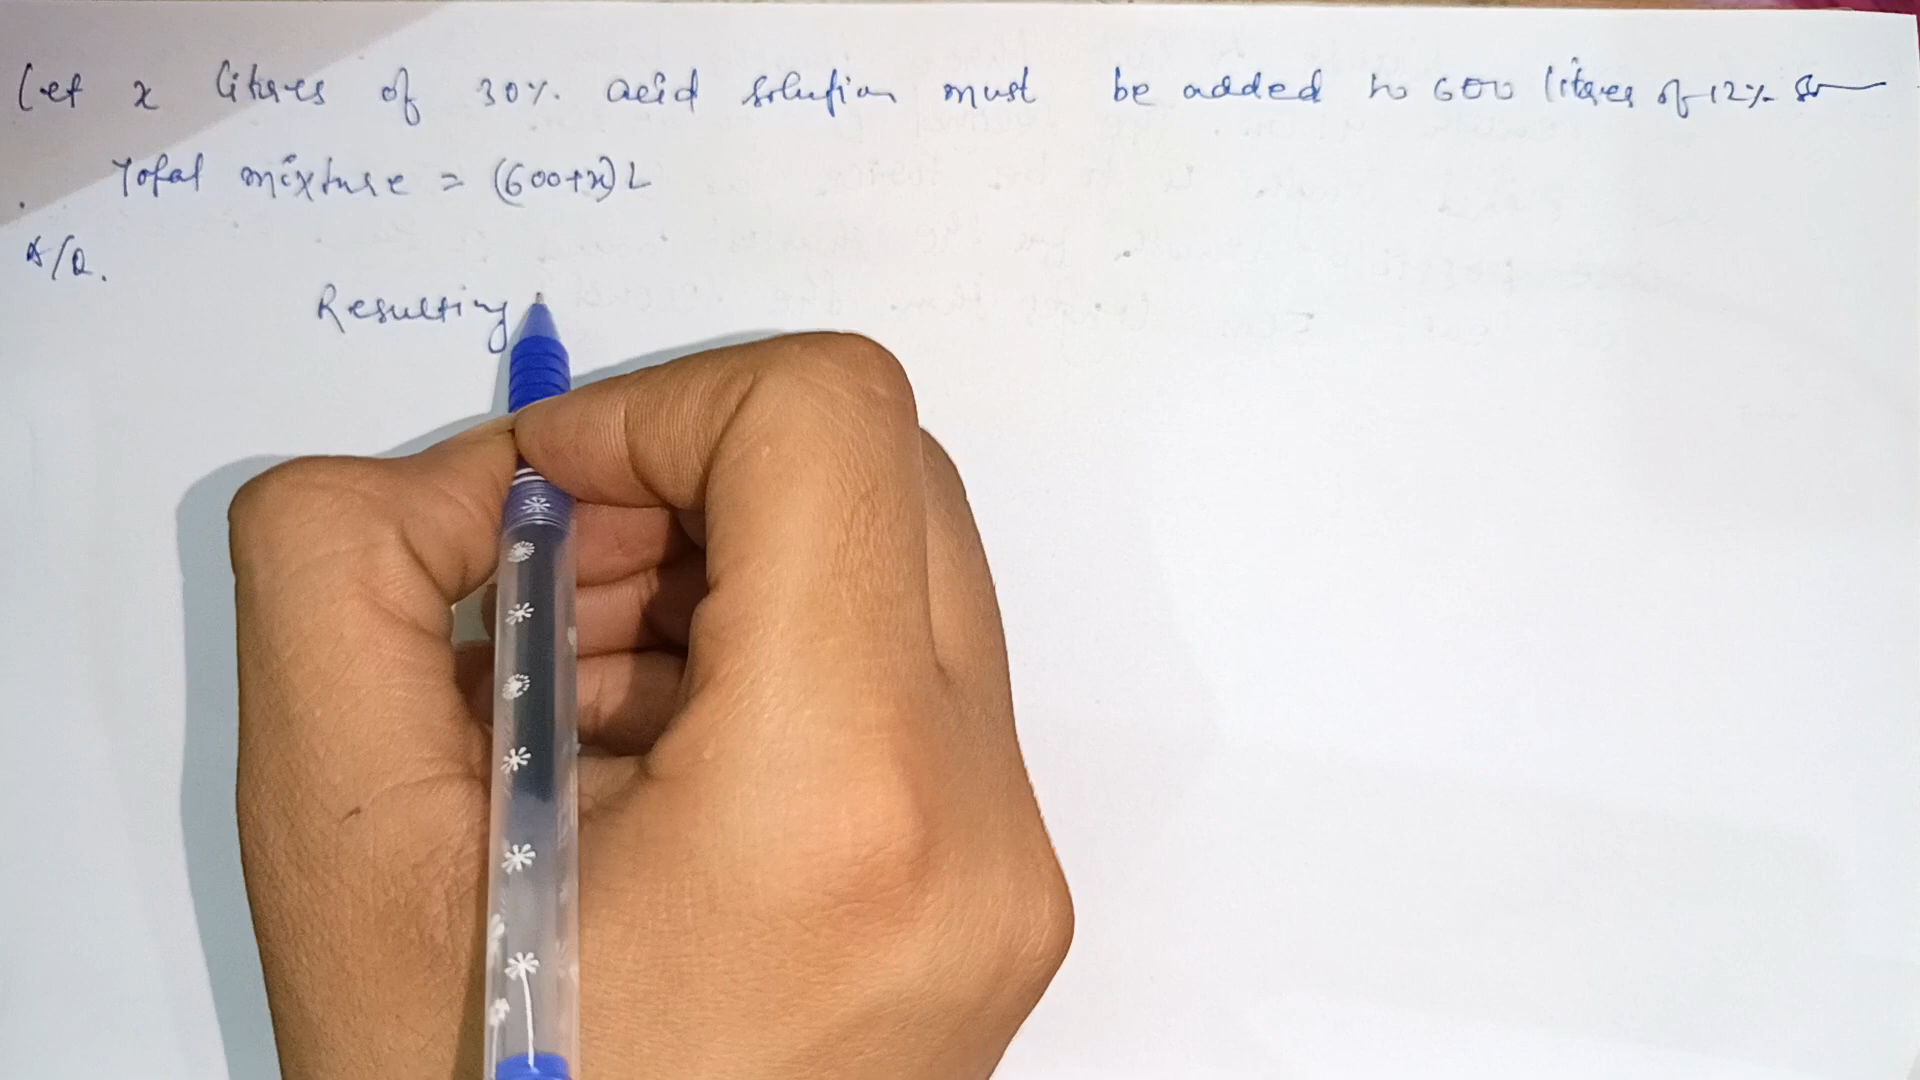 Let x litres of 30% acid solution must be added to 600 litres of 12%
Total mixture = (600+x) L
A/Q.
Resulting